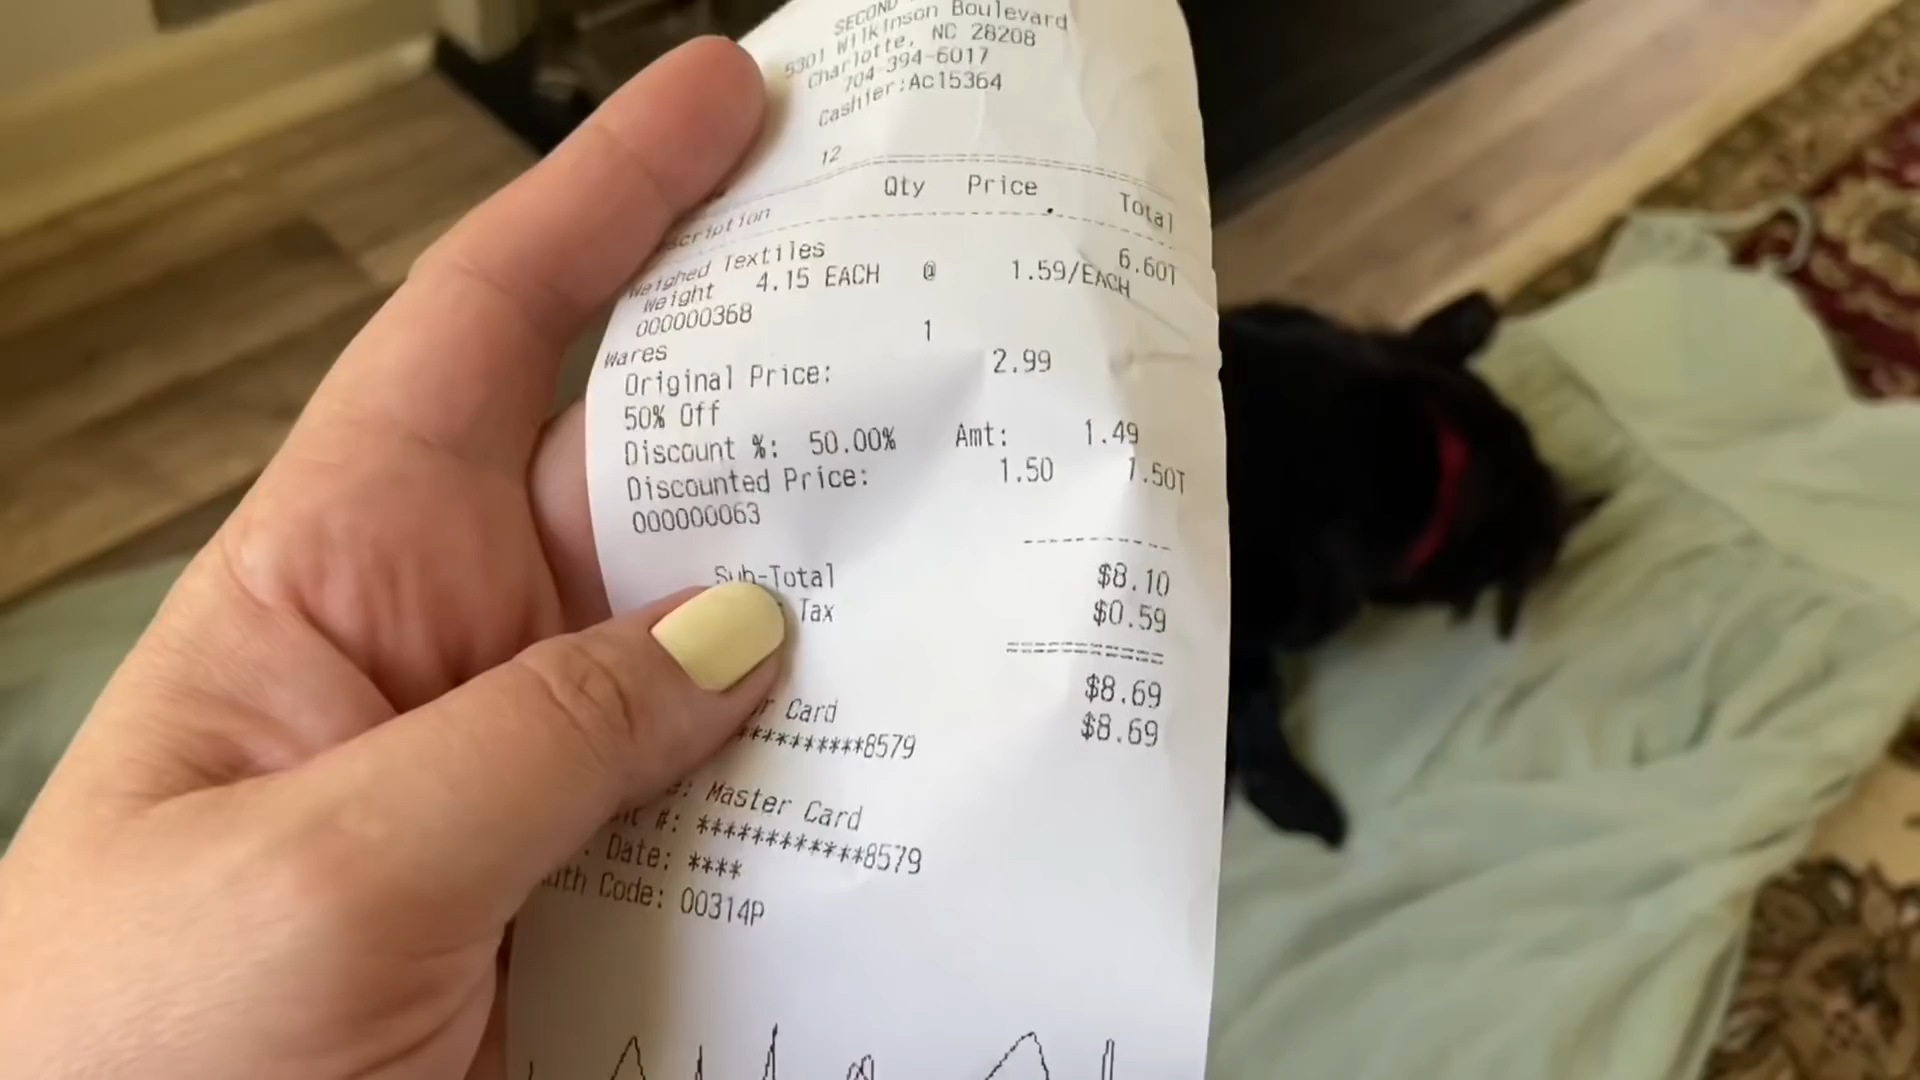 SECOND
5301 Wilkinson Boulevard
Charlotte, NC 28208
704-394-6017
Cashier:Ac15364
12
scription Qty Price Total
Weighed Textiles 6.60T
Weight 4.15 EACH @ 1.59/EACH
000000368
Wares 1
Original Price: 2.99
50% Off
Discount %: 50.00% Amt: 1.49
Discounted Price: 1.50 1.50T
000000063
Sub-Total $8.10
Tax $0.59
$8.69
r Card $8.69
**********8579
e: Master Card
#: ************8579
. Date: ****
uth Code: 00314P